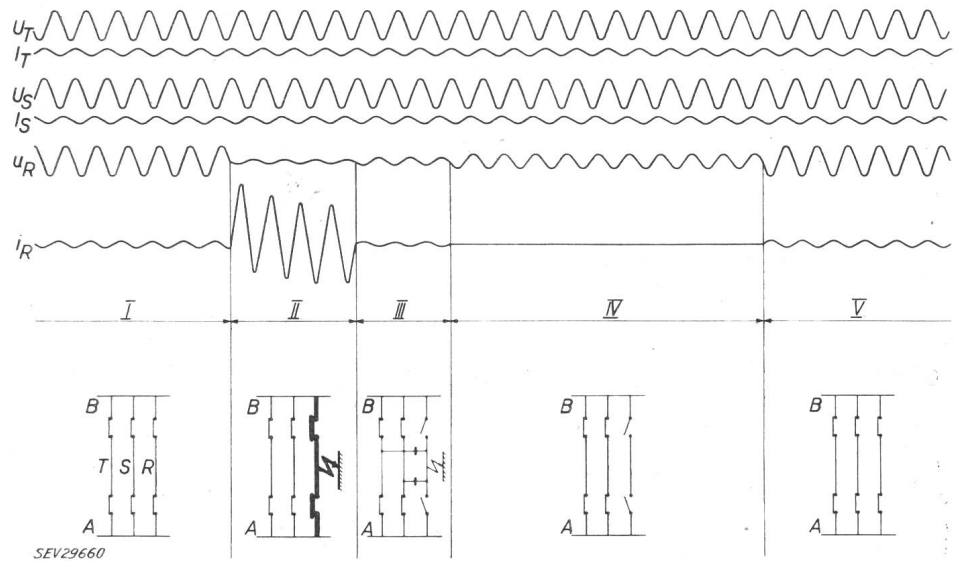 U_T
I_T
U_S
I_S
u_R
i_R
I II III IV V
B B B B B
T S R
A A A A A
SEV29660